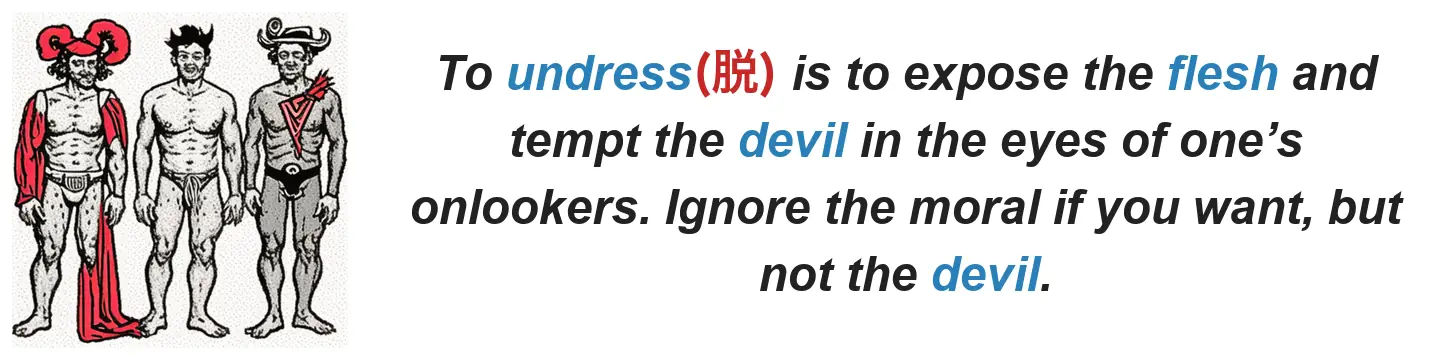 To undress(脱) is to expose the flesh and
tempt the devil in the eyes of one’s
onlookers. Ignore the moral if you want, but
not the devil.